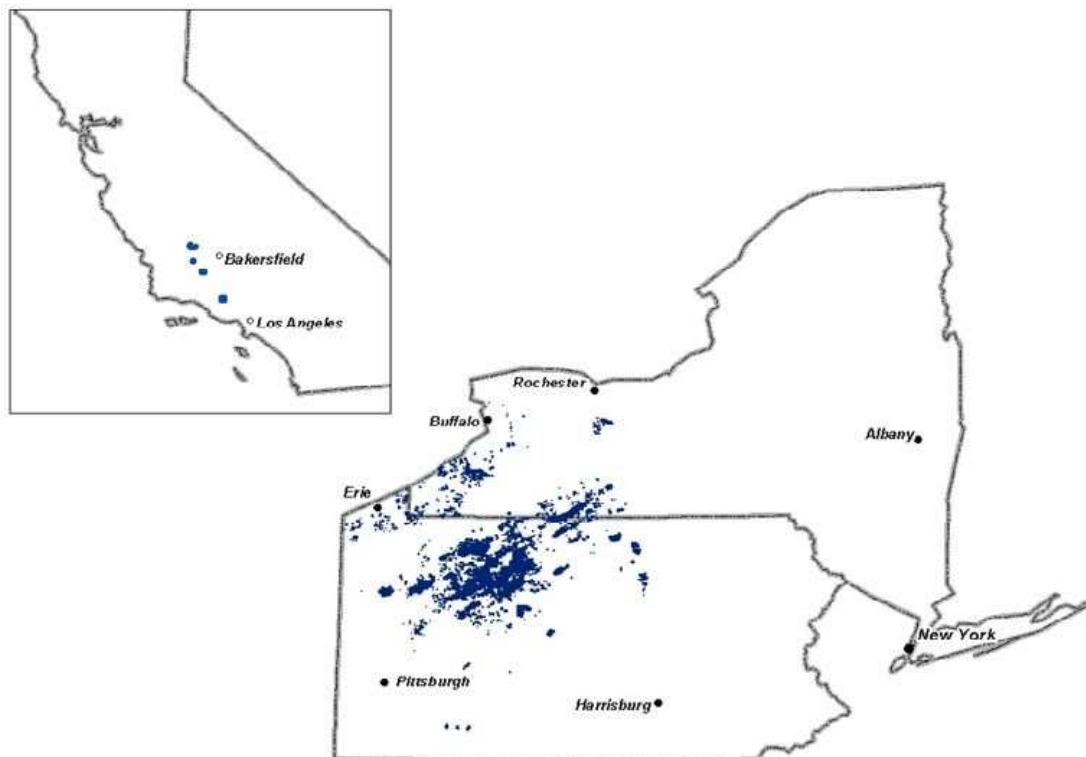 Bakersfield
Los Angeles
Rochester
Buffalo
Albany
Erie
New York
Pittsburgh
Harrisburg